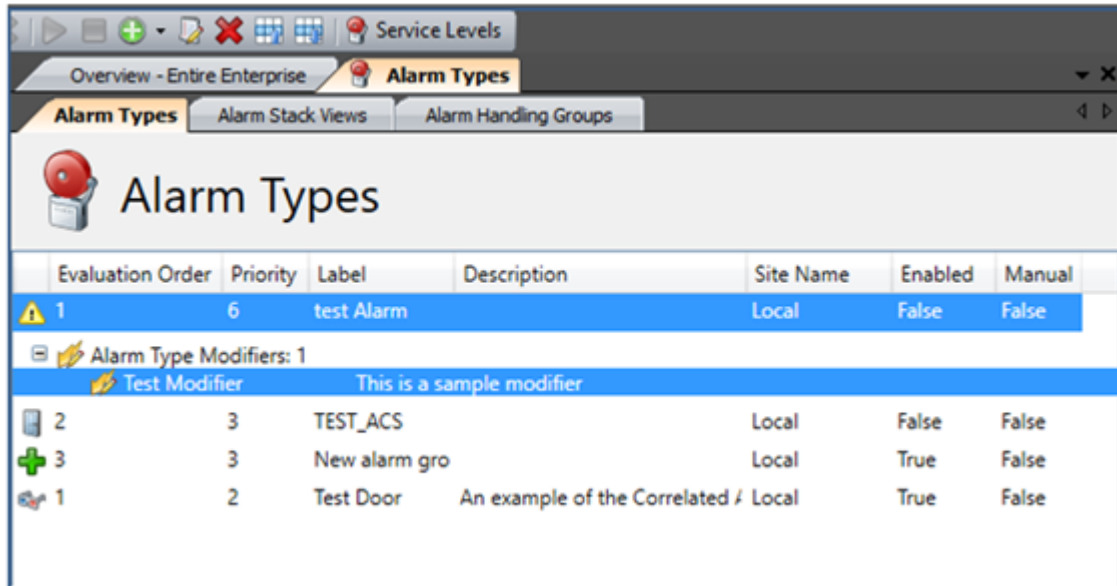 Service Levels
Overview - Entire Enterprise Alarm Types
Alarm Types Alarm Stack Views Alarm Handling Groups
Alarm Types
Evaluation Order Priority Label Description Site Name Enabled Manual
1 6 test Alarm Local False False
Alarm Type Modifiers: 1
Test Modifier This is a sample modifier
2 3 TEST_ACS Local False False
3 3 New alarm gro Local True False
1 2 Test Door An example of the Correlated Local True False